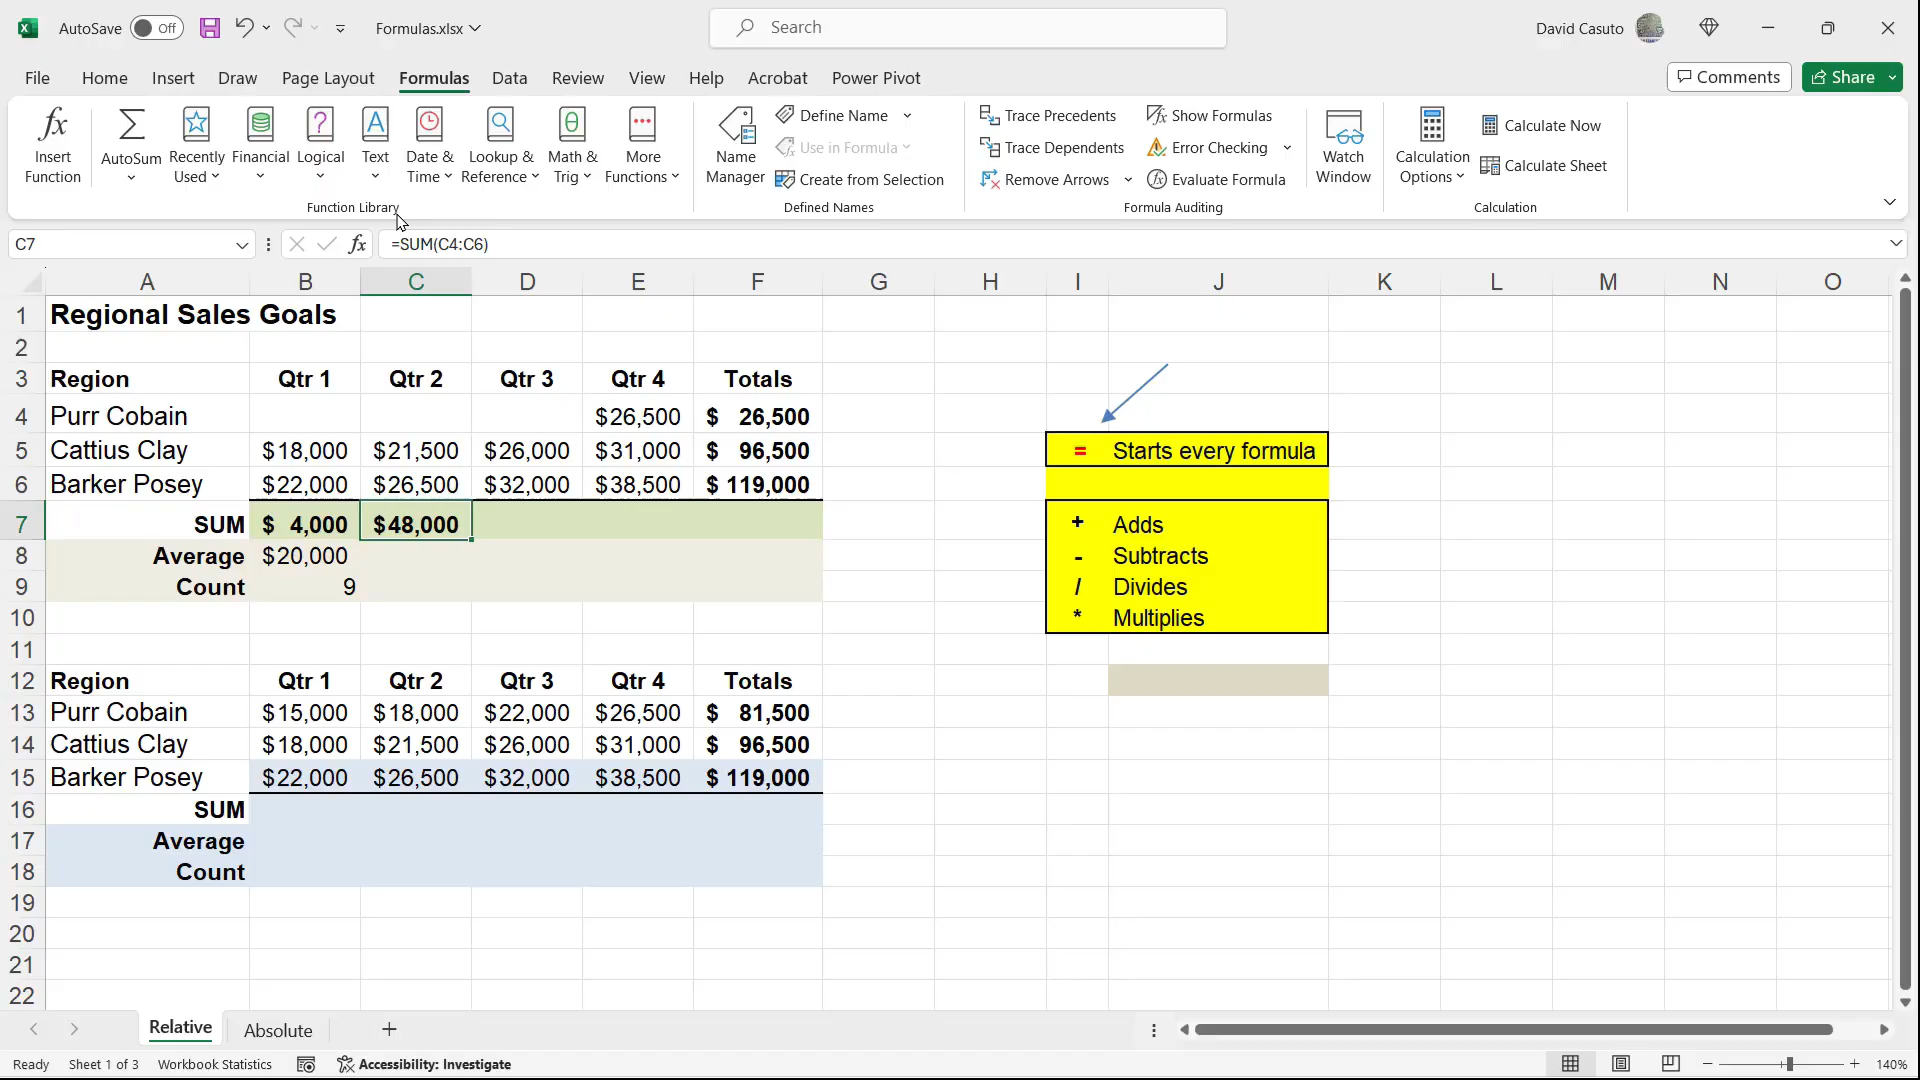 AutoSave Off Formulas.xlsx Search David Casuto
File Home Insert Draw Page Layout Formulas Data Review View Help Acrobat Power Pivot Comments Share
Insert Function AutoSum Recently Used Financial Logical Text Date & Time Lookup & Reference Math & Trig More Functions
Function Library
Name Manager Define Name Use in Formula Create from Selection
Defined Names
Trace Precedents Show Formulas
Trace Dependents Error Checking
Remove Arrows Evaluate Formula
Watch Window
Formula Auditing
Calculation Options Calculate Now Calculate Sheet
Calculation
C7 fx =SUM(C4:C6)
A B C D E F G H I J K L M N O
1 Regional Sales Goals
2
3 Region Qtr 1 Qtr 2 Qtr 3 Qtr 4 Totals
4 Purr Cobain $26,500 $ 26,500
5 Cattius Clay $18,000 $21,500 $26,000 $31,000 $ 96,500 = Starts every formula
6 Barker Posey $22,000 $26,500 $32,000 $38,500 $ 119,000
7 SUM $ 4,000 $48,000 + Adds
8 Average $20,000 - Subtracts
9 Count 9 / Divides
10 * Multiplies
11
12 Region Qtr 1 Qtr 2 Qtr 3 Qtr 4 Totals
13 Purr Cobain $15,000 $18,000 $22,000 $26,500 $ 81,500
14 Cattius Clay $18,000 $21,500 $26,000 $31,000 $ 96,500
15 Barker Posey $22,000 $26,500 $32,000 $38,500 $ 119,000
16 SUM
17 Average
18 Count
19
20
21
22
Relative Absolute +
Ready Sheet 1 of 3 Workbook Statistics Accessibility: Investigate 140%